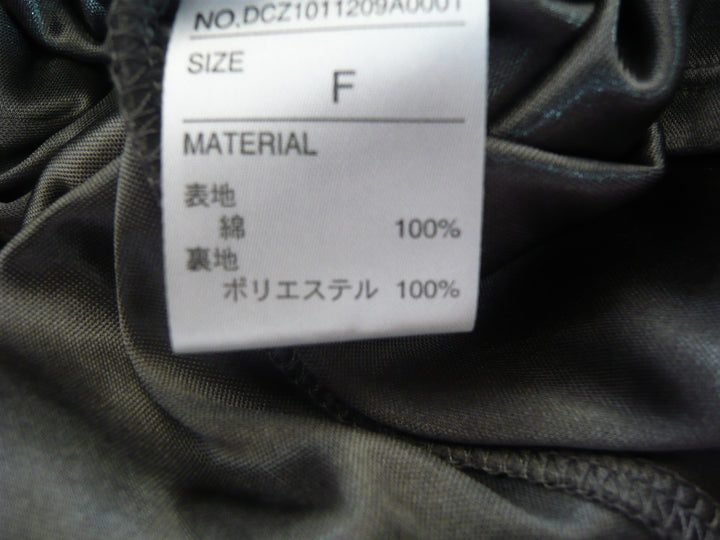 NO.DCZ1011209A0001
SIZE
F
MATERIAL
表地
綿 100%
裏地
ポリエステル 100%